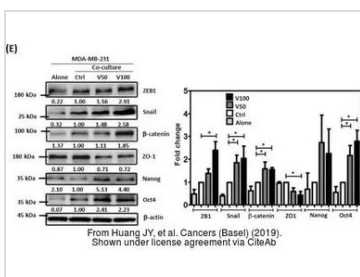 (E)
MDA-MB-231
Co-culture
Alone Ctrl V50 V100
180 kDa ZEB1
0.22 1.00 1.56 2.91
25 kDa Snail
0.32 1.00 1.48 2.58
100 kDa β-catenin
1.37 1.00 1.11 1.85
180 kDa ZO-1
0.87 1.00 0.71 0.72
35 kDa Nanog
2.10 1.00 5.13 4.40
35 kDa Oct4
0.07 1.00 2.41 2.23
45 kDa β-actin
V100
V50
Ctrl
Alone
Fold change
5
4
3
2
1
0
ZB1 Snail β-catenin ZO1 Nanog Oct4
From Huang JY, et al. Cancers (Basel) (2019).
Shown under license agreement via CiteAb